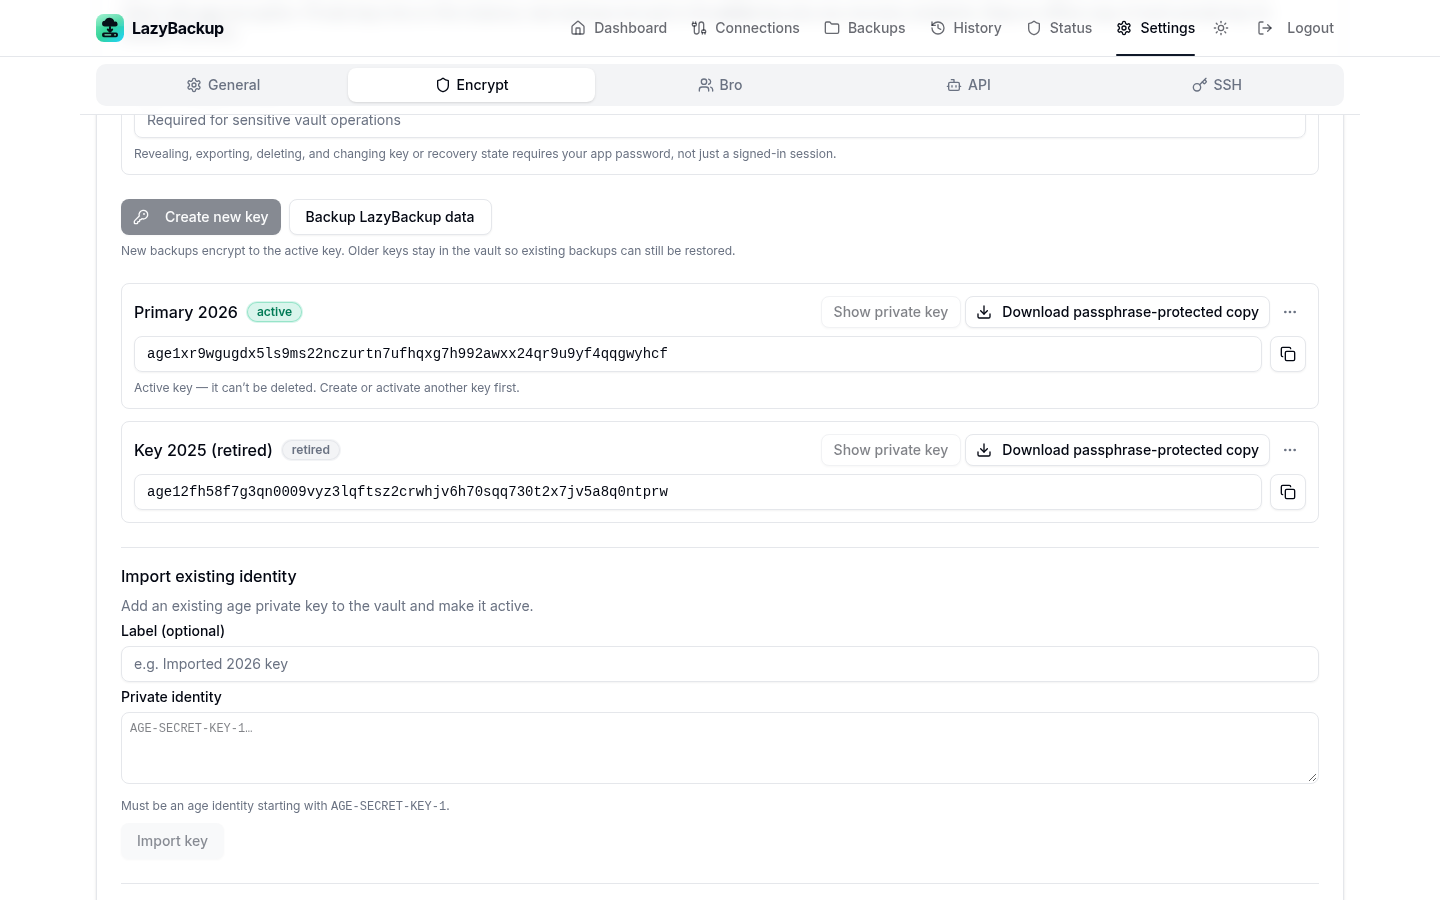 LazyBackup
Dashboard
Connections
Backups
History
Status
Settings
Logout
General
Encrypt
Bro
API
SSH
Required for sensitive vault operations
Revealing, exporting, deleting, and changing key or recovery state requires your app password, not just a signed-in session.
Create new key
Backup LazyBackup data
New backups encrypt to the active key. Older keys stay in the vault so existing backups can still be restored.
Primary 2026
active
Show private key
Download passphrase-protected copy
age1xr9wgugdx5ls9ms22nczurtn7ufhqxg7h992awxx24qr9u9yf4qqgwyhcf
Active key — it can’t be deleted. Create or activate another key first.
Key 2025 (retired)
retired
Show private key
Download passphrase-protected copy
age12fh58f7g3qn0009vyz3lqftsz2crwhjv6h70sqq730t2x7jv5a8q0ntprw
Import existing identity
Add an existing age private key to the vault and make it active.
Label (optional)
e.g. Imported 2026 key
Private identity
AGE-SECRET-KEY-1…
Must be an age identity starting with AGE-SECRET-KEY-1.
Import key